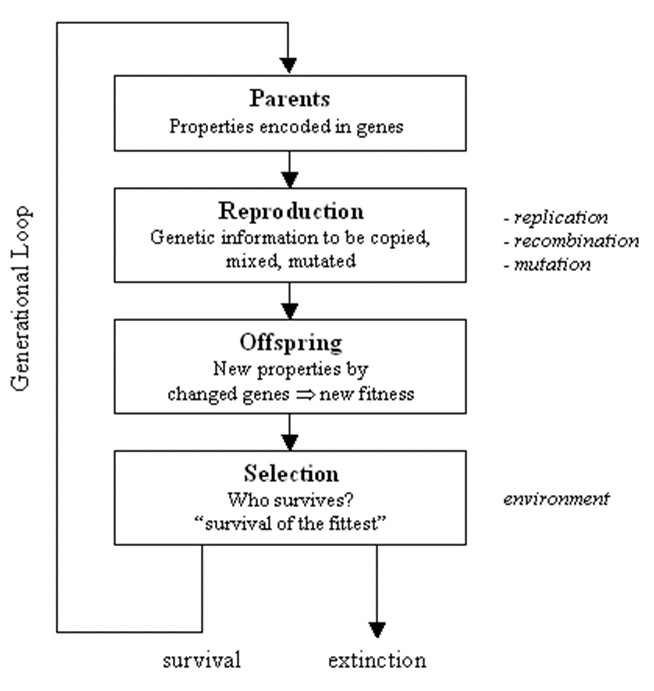 Parents
Properties encoded in genes
Reproduction
Genetic information to be copied,
mixed, mutated
- replication
- recombination
- mutation
Generational Loop
Offspring
New properties by
changed genes ⇒ new fitness
Selection
Who survives?
“survival of the fittest”
environment
survival
extinction